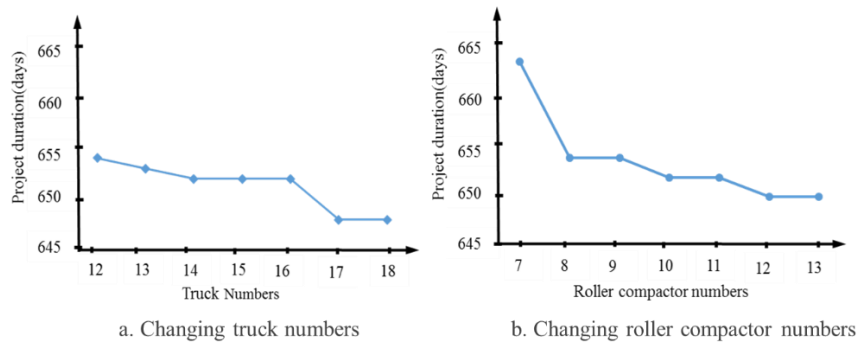 Project duration(days)
665
660
655
650
645
12 13 14 15 16 17 18
Truck Numbers
a. Changing truck numbers
Project duration(days)
665
660
655
650
645
7 8 9 10 11 12 13
Roller compactor numbers
b. Changing roller compactor numbers